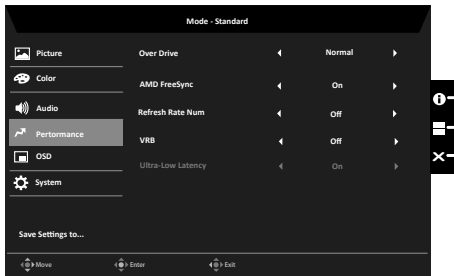 Mode - Standard
Picture
Over Drive Normal
Color
AMD FreeSync On
Audio
Refresh Rate Num Off
Pertormance
VRB Off
OSD
Ultra-Low Latency On
System
Save Settings to...
Move Enter Exit